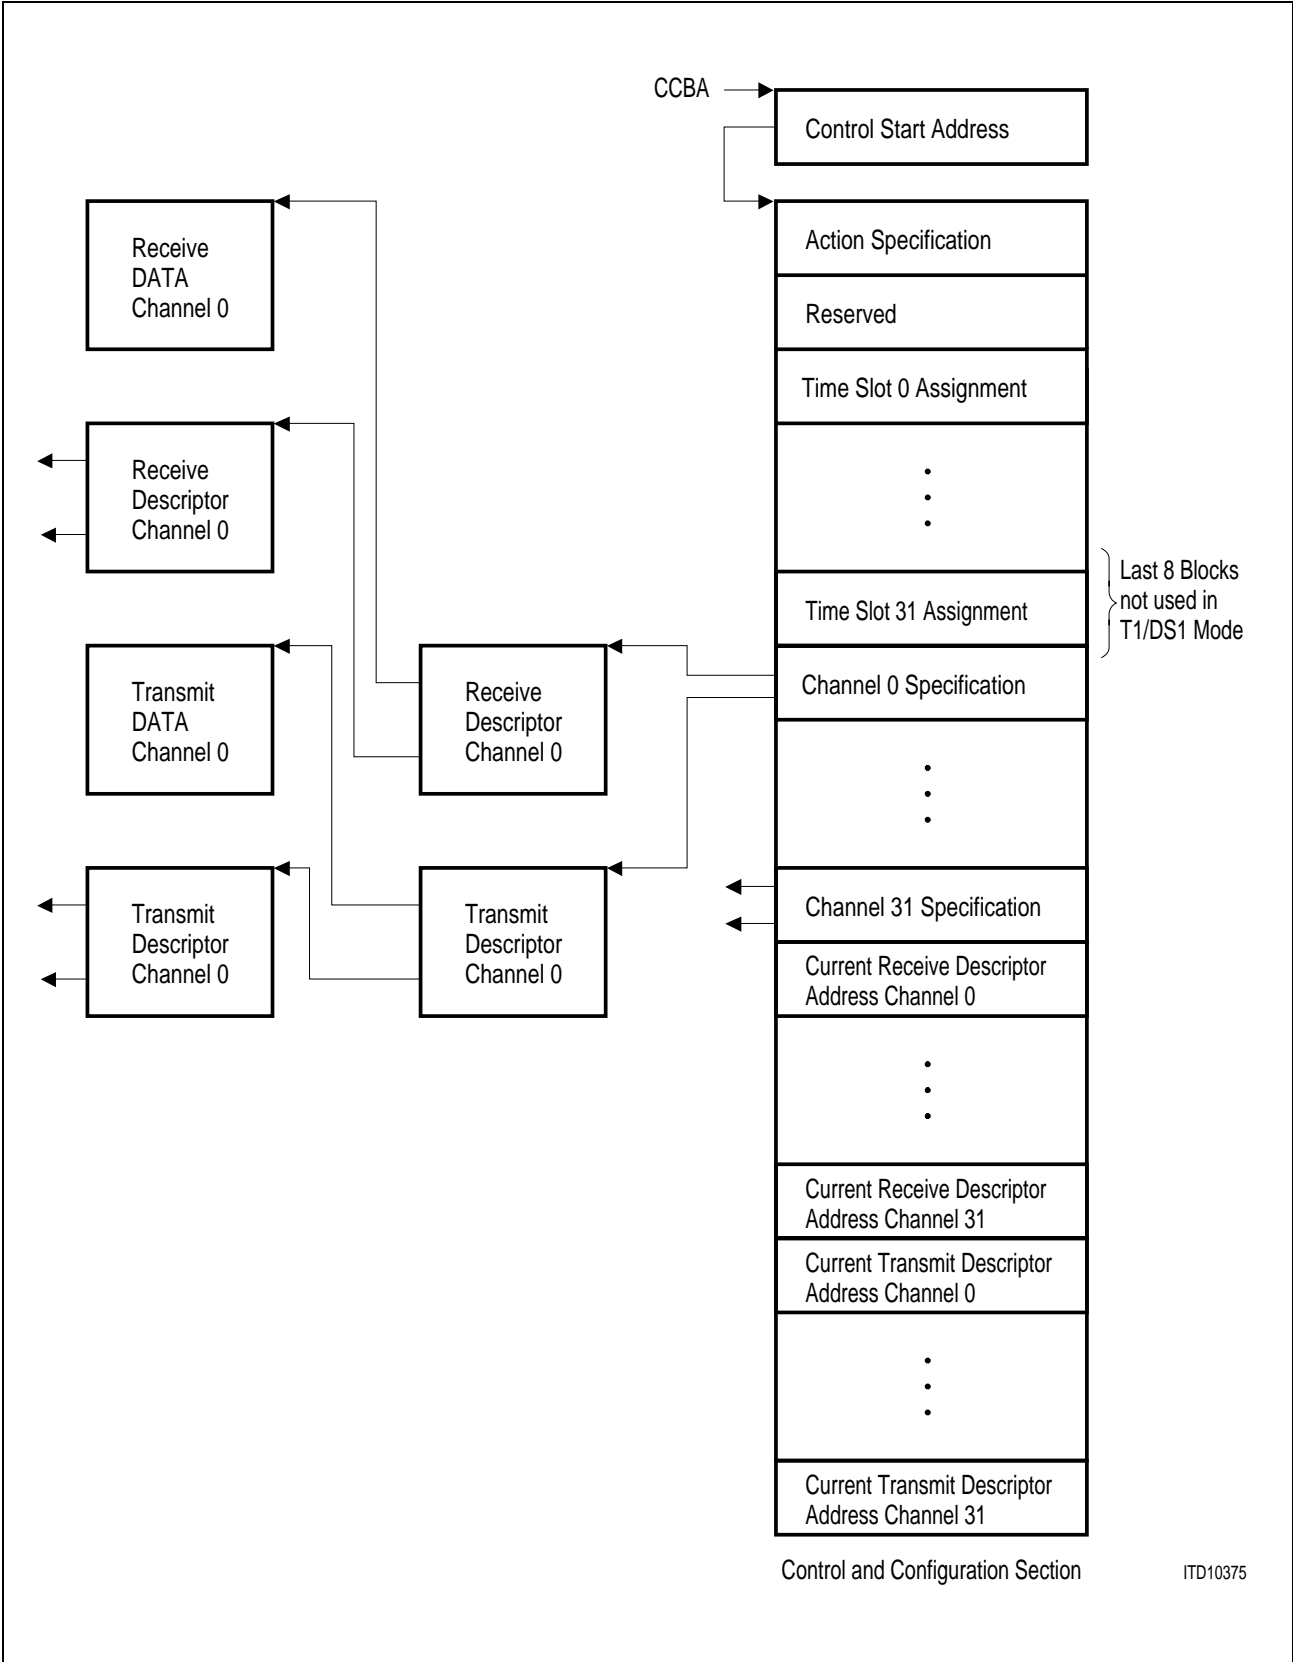 CCBA
Control Start Address
Action Specification
Reserved
Time Slot 0 Assignment
Time Slot 31 Assignment
Last 8 Blocks
not used in
T1/DS1 Mode
Channel 0 Specification
Channel 31 Specification
Current Receive Descriptor
Address Channel 0
Current Receive Descriptor
Address Channel 31
Current Transmit Descriptor
Address Channel 0
Current Transmit Descriptor
Address Channel 31
Receive
DATA
Channel 0
Receive
Descriptor
Channel 0
Transmit
DATA
Channel 0
Receive
Descriptor
Channel 0
Transmit
Descriptor
Channel 0
Transmit
Descriptor
Channel 0
Control and Configuration Section
ITD10375